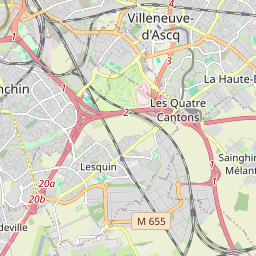 1
Villeneuve-
d'Ascq
3
La Haute-B
nchin
1
4
Les Quatre
Cantons
2
Lesquin
Sainghin
Mélant
20a
1
20b
M 655
deville